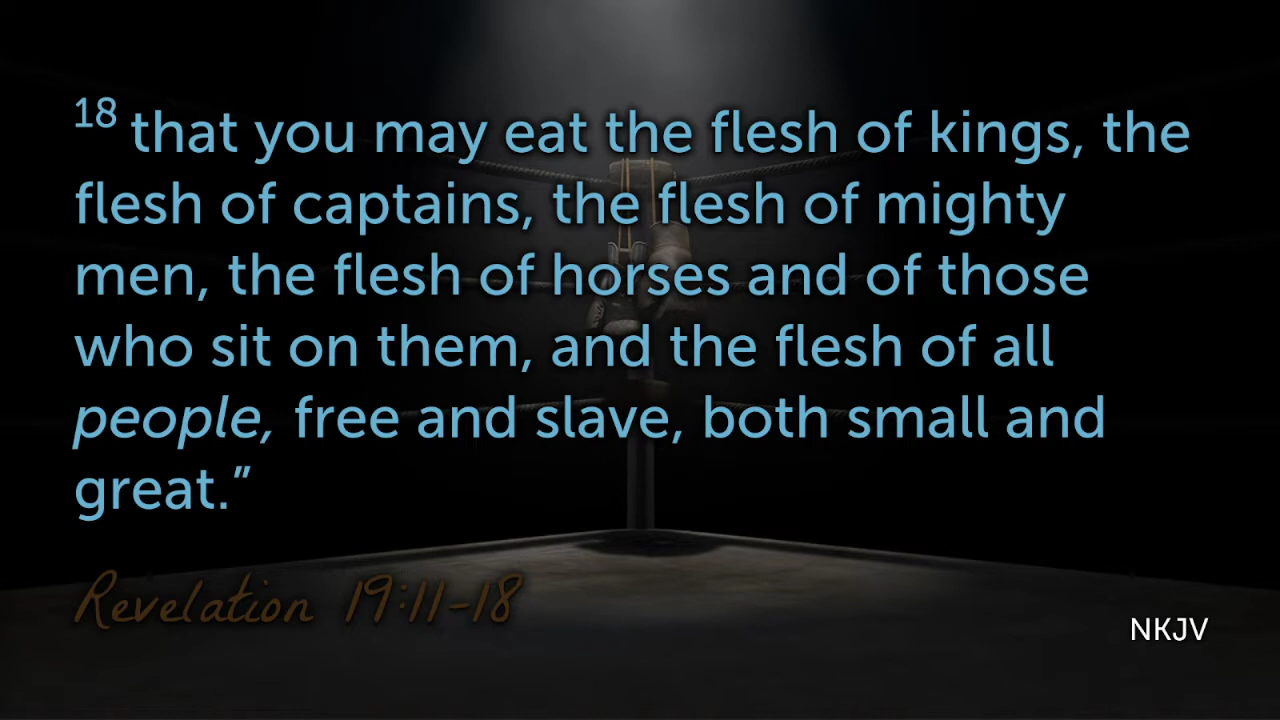 18 that you may eat the flesh of kings, the
flesh of captains, the flesh of mighty
men, the flesh of horses and of those
who sit on them, and the flesh of all
people, free and slave, both small and
great.”
Revelation 19:11-18
NKJV